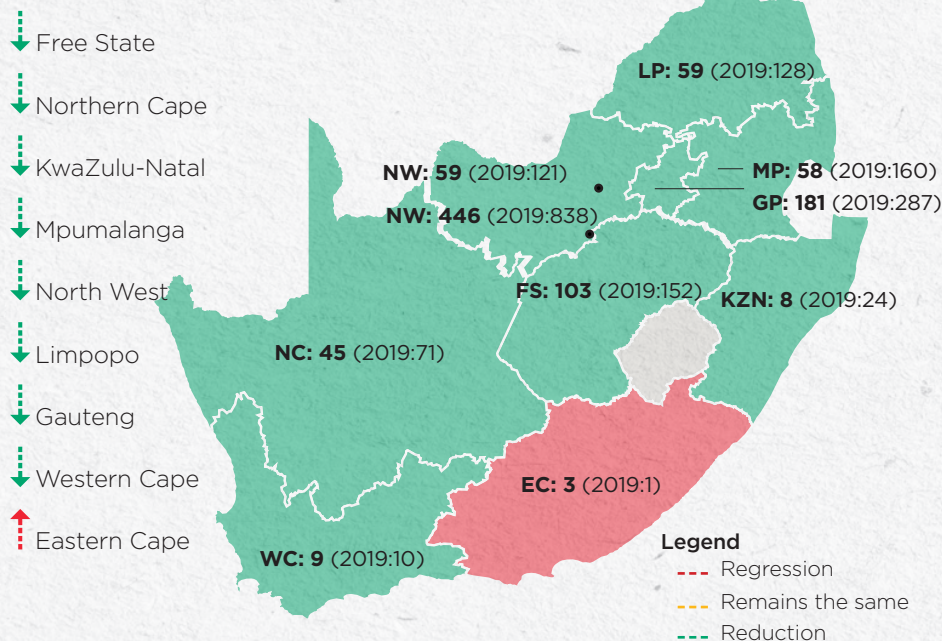 Free State
Northern Cape
KwaZulu-Natal
Mpumalanga
North West
Limpopo
Gauteng
Western Cape
Eastern Cape
LP: 59 (2019:128)
NW: 59 (2019:121)
MP: 58 (2019:160)
GP: 181 (2019:287)
NW: 446 (2019:838)
FS: 103 (2019:152)
KZN: 8 (2019:24)
NC: 45 (2019:71)
EC: 3 (2019:1)
WC: 9 (2019:10)
Legend
Regression
Remains the same
Reduction